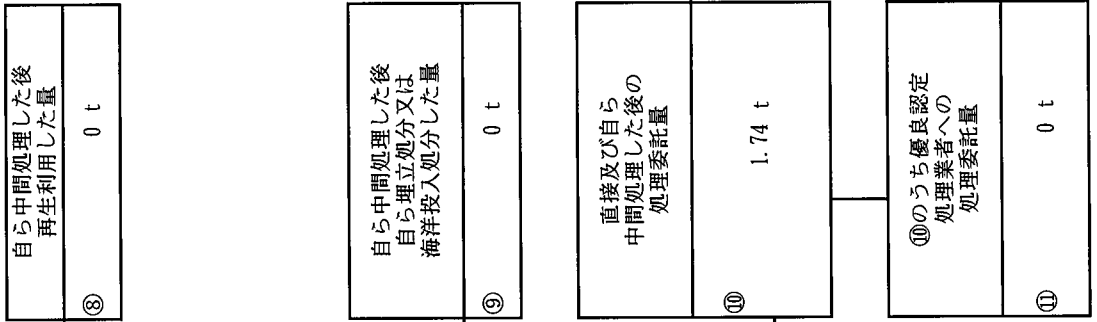 自ら中間処理した後
再生利用した量
⑧ 0 t
自ら中間処理した後
自ら埋立処分又は
海洋投入処分した量
⑨ 0 t
直接及び自ら
中間処理した後の
処理委託量
⑩ 1.74 t
⑩のうち優良認定
処理業者への
処理委託量
⑪ 0 t